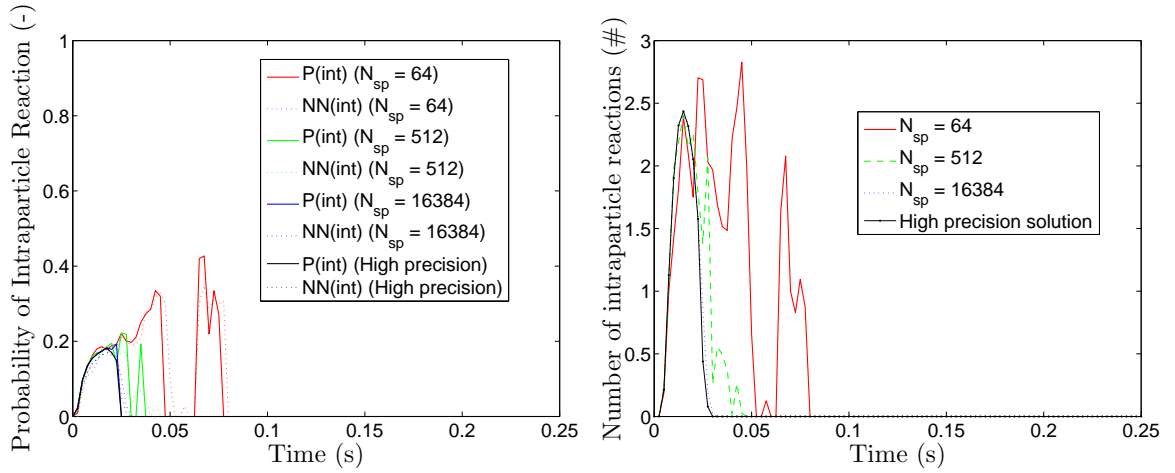 Probability of Intraparticle Reaction (-)
1
0.8
0.6
0.4
0.2
0
P(int) (N_sp = 64)
NN(int) (N_sp = 64)
P(int) (N_sp = 512)
NN(int) (N_sp = 512)
P(int) (N_sp = 16384)
NN(int) (N_sp = 16384)
P(int) (High precision)
NN(int) (High precision)
0 0.05 0.1 0.15 0.2 0.25
Time (s)
Number of intraparticle reactions (#)
3
2.5
2
1.5
1
0.5
0
N_sp = 64
N_sp = 512
N_sp = 16384
High precision solution
0 0.05 0.1 0.15 0.2 0.25
Time (s)